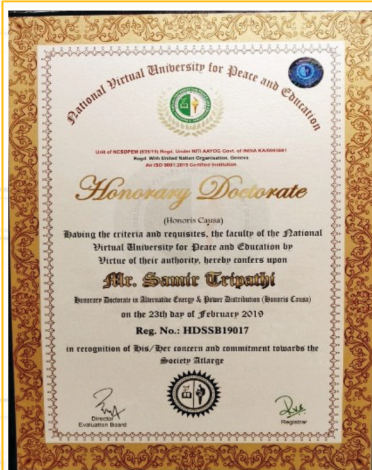 National Virtual University for Peace and Education
Unit of NCSDPEM (675/15) Regd. Under NITI AAYOG Govt. of INDIA
Regd. With United Nation Organisation, Geneva
An ISO 9001:2015 Certified Institution
Honorary Doctorate
(Honoris Causa)
Having the criteria and requisites, the faculty of the National
Virtual University for Peace and Education by
Virtue of their authority, hereby confers upon
Mr. Samir Tripathi
Honorary Doctorate in Alternative Energy & Power Distribution (Honoris Causa)
on the 23th day of February 2019
Reg. No.: HDSSB19017
in recognition of His/Her concern and commitment towards the
Society Atlarge
Director
Evaluation Board
Registrar